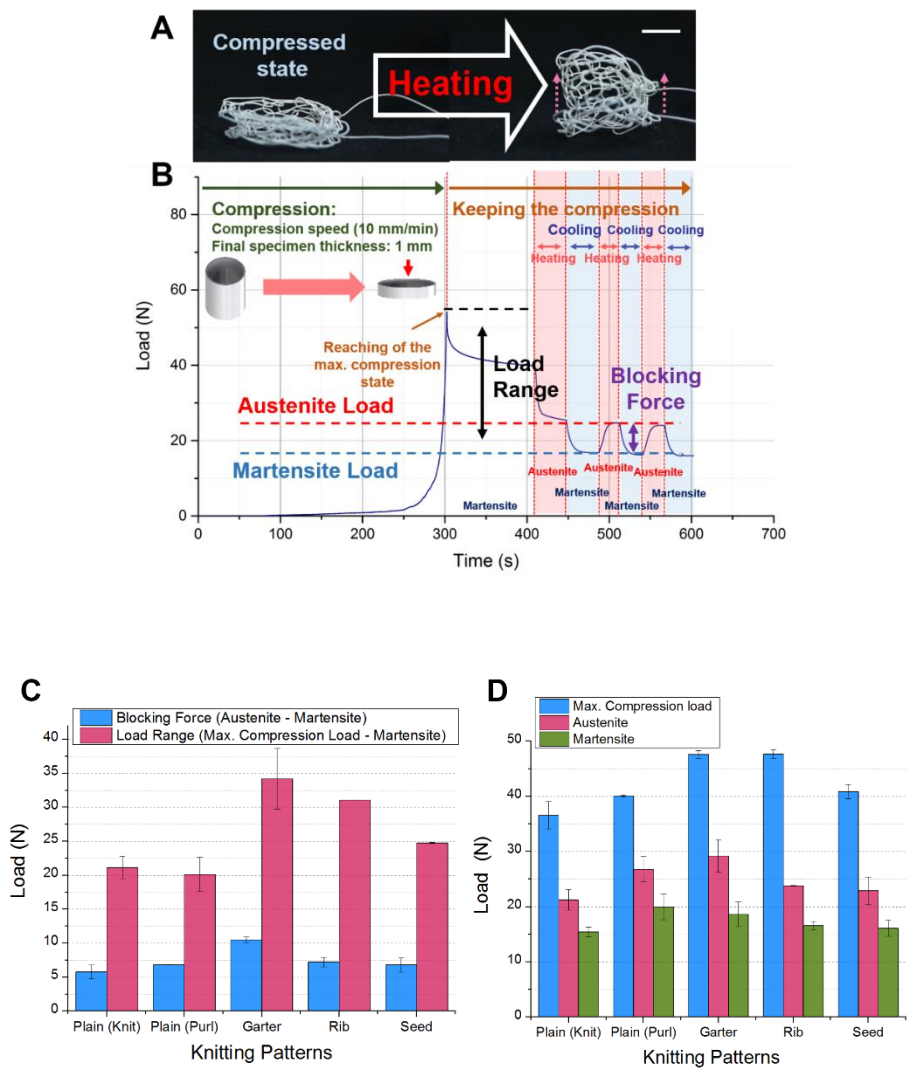 A
Compressed
state
Heating
B
Compression:
Compression speed (10 mm/min)
Final specimen thickness: 1 mm
Keeping the compression
Cooling
Cooling
Cooling
Heating
Heating
Heating
Reaching of the
max. compression
state
Load
Range
Blocking
Force
Austenite Load
Martensite Load
Martensite
Austenite
Martensite
Austenite
Martensite
Austenite
Martensite
Load (N)
80
60
40
20
0
0 100 200 300 400 500 600 700
Time (s)
C
Blocking Force (Austenite - Martensite)
Load Range (Max. Compression Load - Martensite)
Load (N)
40
35
30
25
20
15
10
5
0
Plain (Knit) Plain (Purl) Garter Rib Seed
Knitting Patterns
D
Max. Compression load
Austenite
Martensite
Load (N)
50
40
30
20
10
0
Plain (Knit) Plain (Purl) Garter Rib Seed
Knitting Patterns